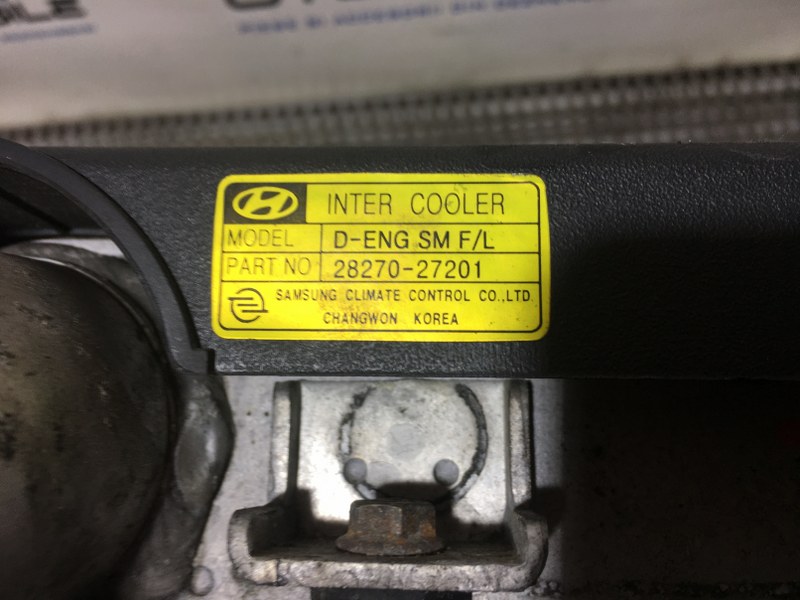 INTER COOLER
MODEL D-ENG SM F/L
PART NO 28270-27201
SAMSUNG CLIMATE CONTROL CO.,LTD.
CHANGWON KOREA